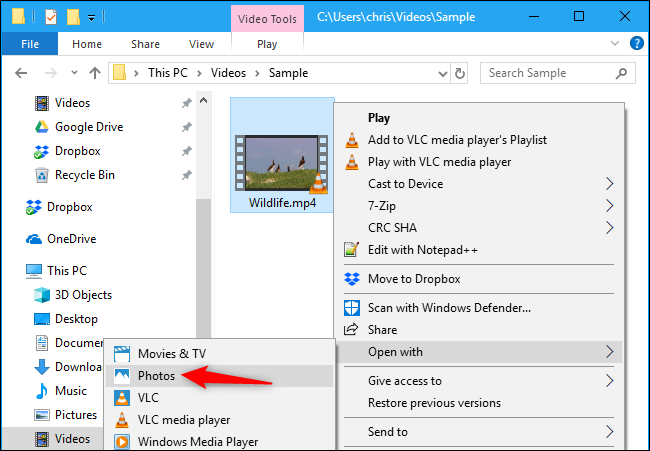 Video Tools
C:\Users\chris\Videos\Sample
File
Home
Share
View
Play
This PC
Videos
Sample
Search Sample
Videos
Google Drive
Dropbox
Recycle Bin
Dropbox
OneDrive
This PC
3D Objects
Desktop
Documen
Downloa
Music
Pictures
Videos
Wildlife.mp4
Play
Add to VLC media player's Playlist
Play with VLC media player
Cast to Device
7-Zip
CRC SHA
Edit with Notepad++
Move to Dropbox
Scan with Windows Defender...
Share
Open with
Give access to
Restore previous versions
Send to
Movies & TV
Photos
VLC
VLC media player
Windows Media Player